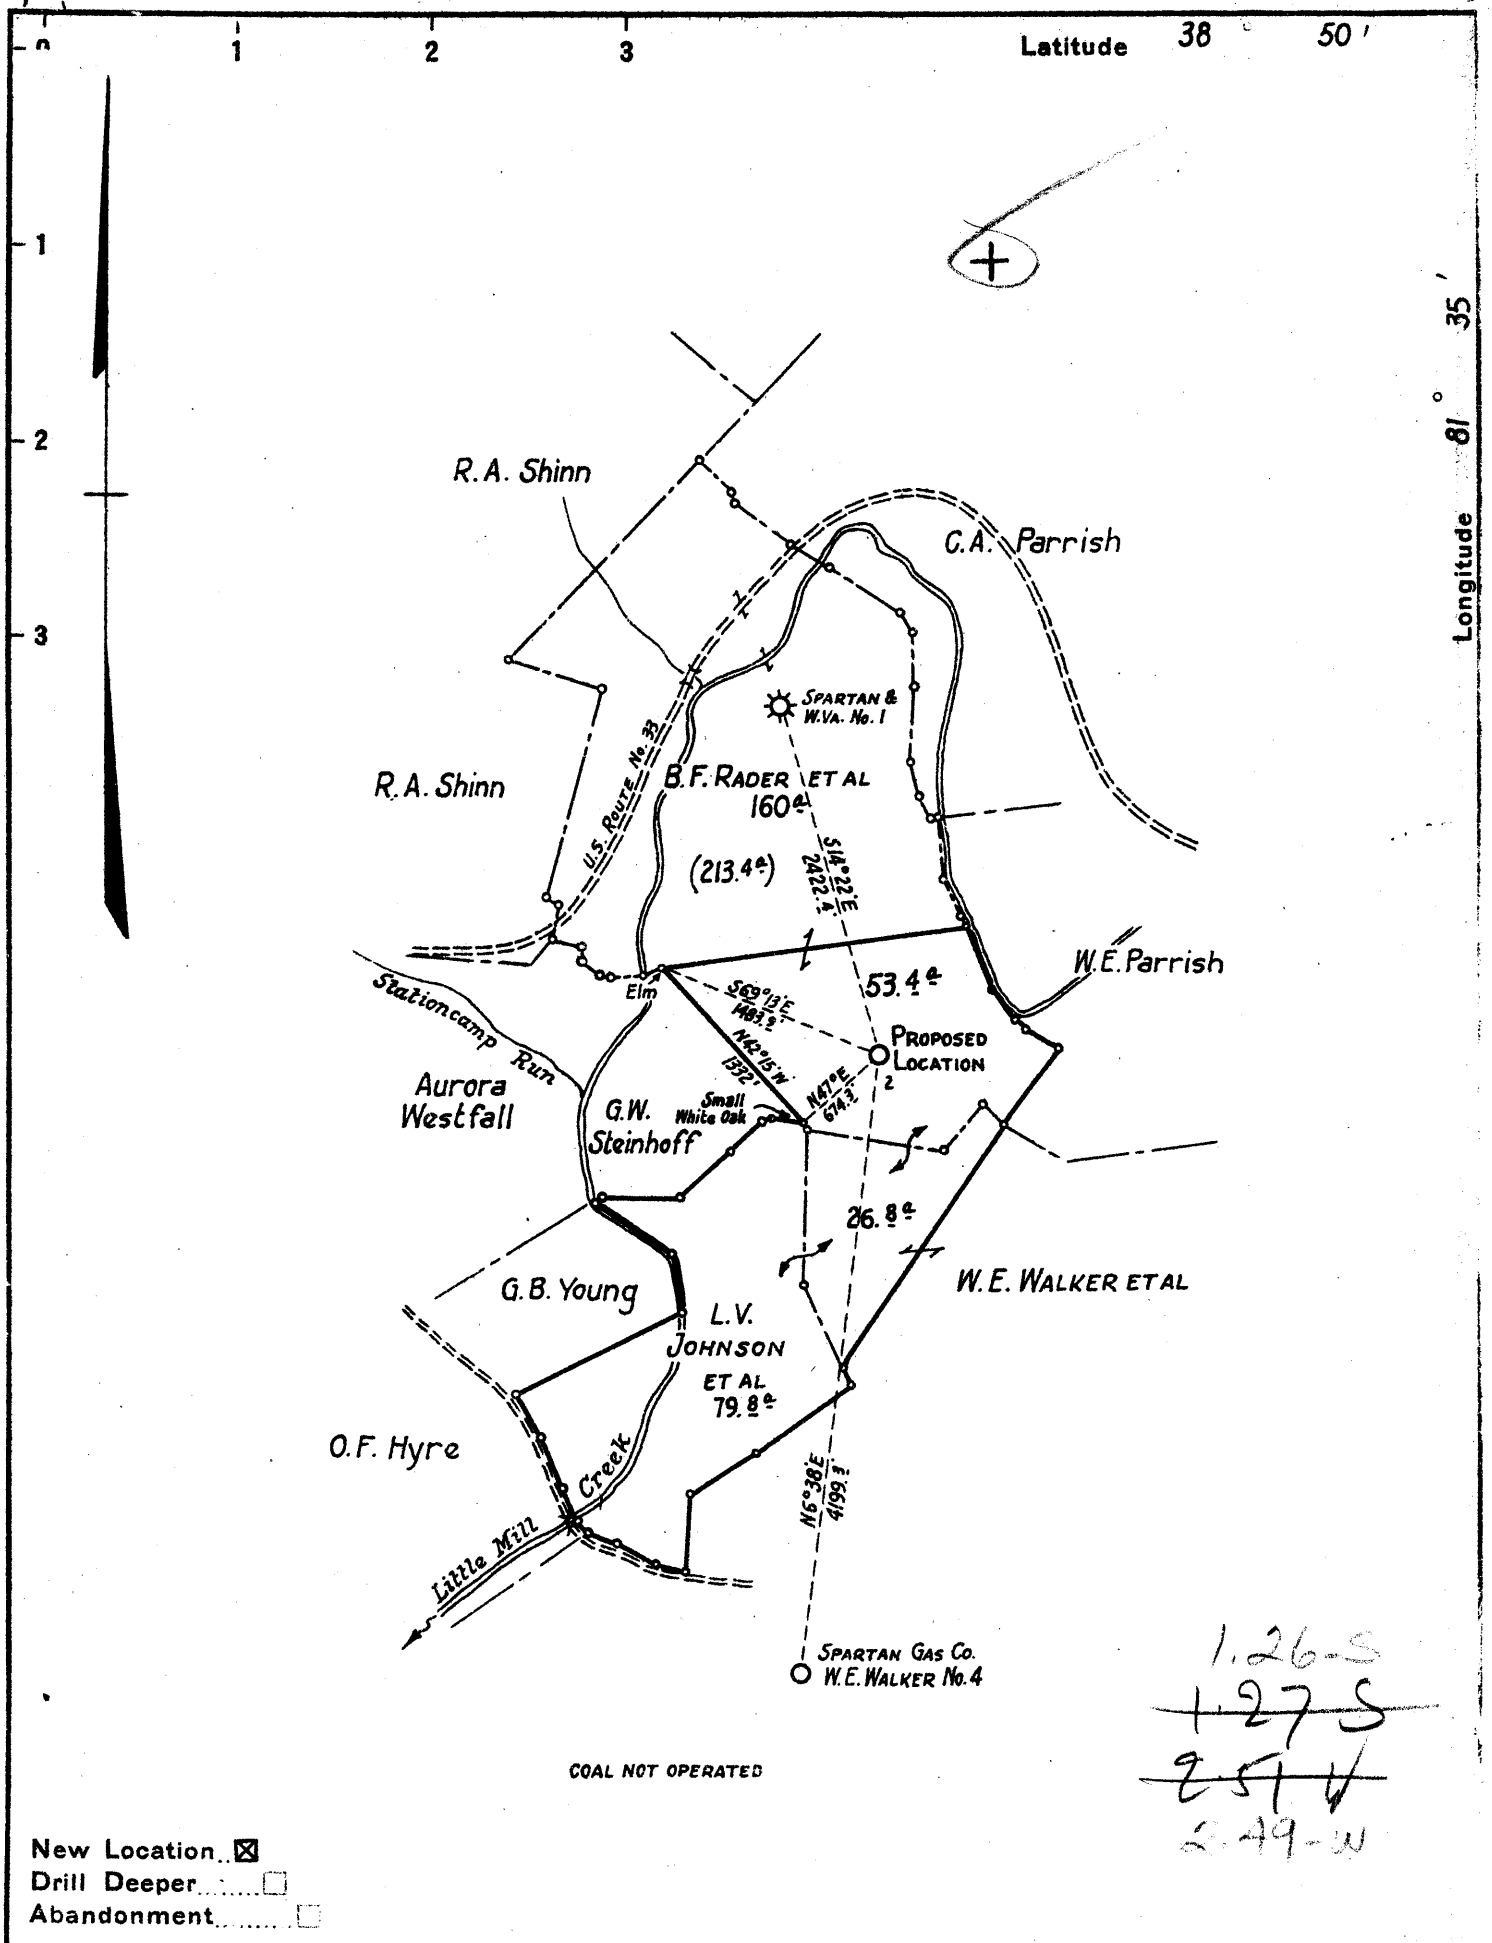 0 1 2 3 Latitude 38° 50'
1
2
3
Longitude 81° 35'
R.A. Shinn
C.A. Parrish
SPARTAN &
W.VA. No. 1
U.S. ROUTE No. 33
R.A. Shinn
B.F. RADER ET AL
160a
(213.4a)
S14°22'E
2422.4'
W.E. Parrish
53.4a
Elm
S69°13'E
1483.9'
N42°15'W
1332'
PROPOSED
LOCATION
2
N47°E
674.3'
Small
White Oak
Stationcamp Run
Aurora
Westfall
G.W.
Steinhoff
26.8a
G.B. Young
W.E. WALKER ET AL
L.V.
JOHNSON
ET AL
79.8a
O.F. Hyre
Little Mill Creek
N6°38'E
4199.3'
SPARTAN GAS CO.
W.E. WALKER No. 4
1.26-S
1.27 S
2.51 W
2.49-W
COAL NOT OPERATED
New Location.. ☒
Drill Deeper........ ☐
Abandonment......... ☐